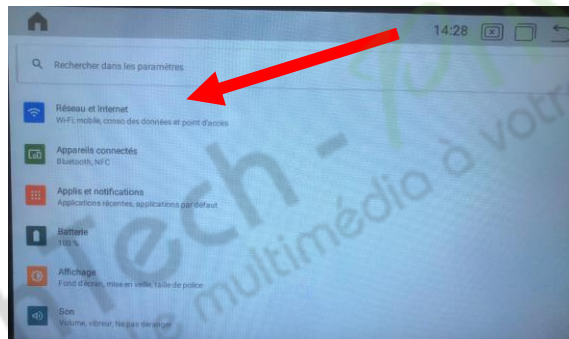 14:28
Rechercher dans les paramètres
Réseau et Internet
Wi-Fi, mobile, conso des données et point d'accès
Appareils connectés
Bluetooth, NFC
Applis et notifications
Applications récentes, applications par défaut
Batterie
100 %
Affichage
Fond d'écran, mise en veille, taille de police
Son
Volume, vibreur, Ne pas déranger
Tech -
multimédia à votr